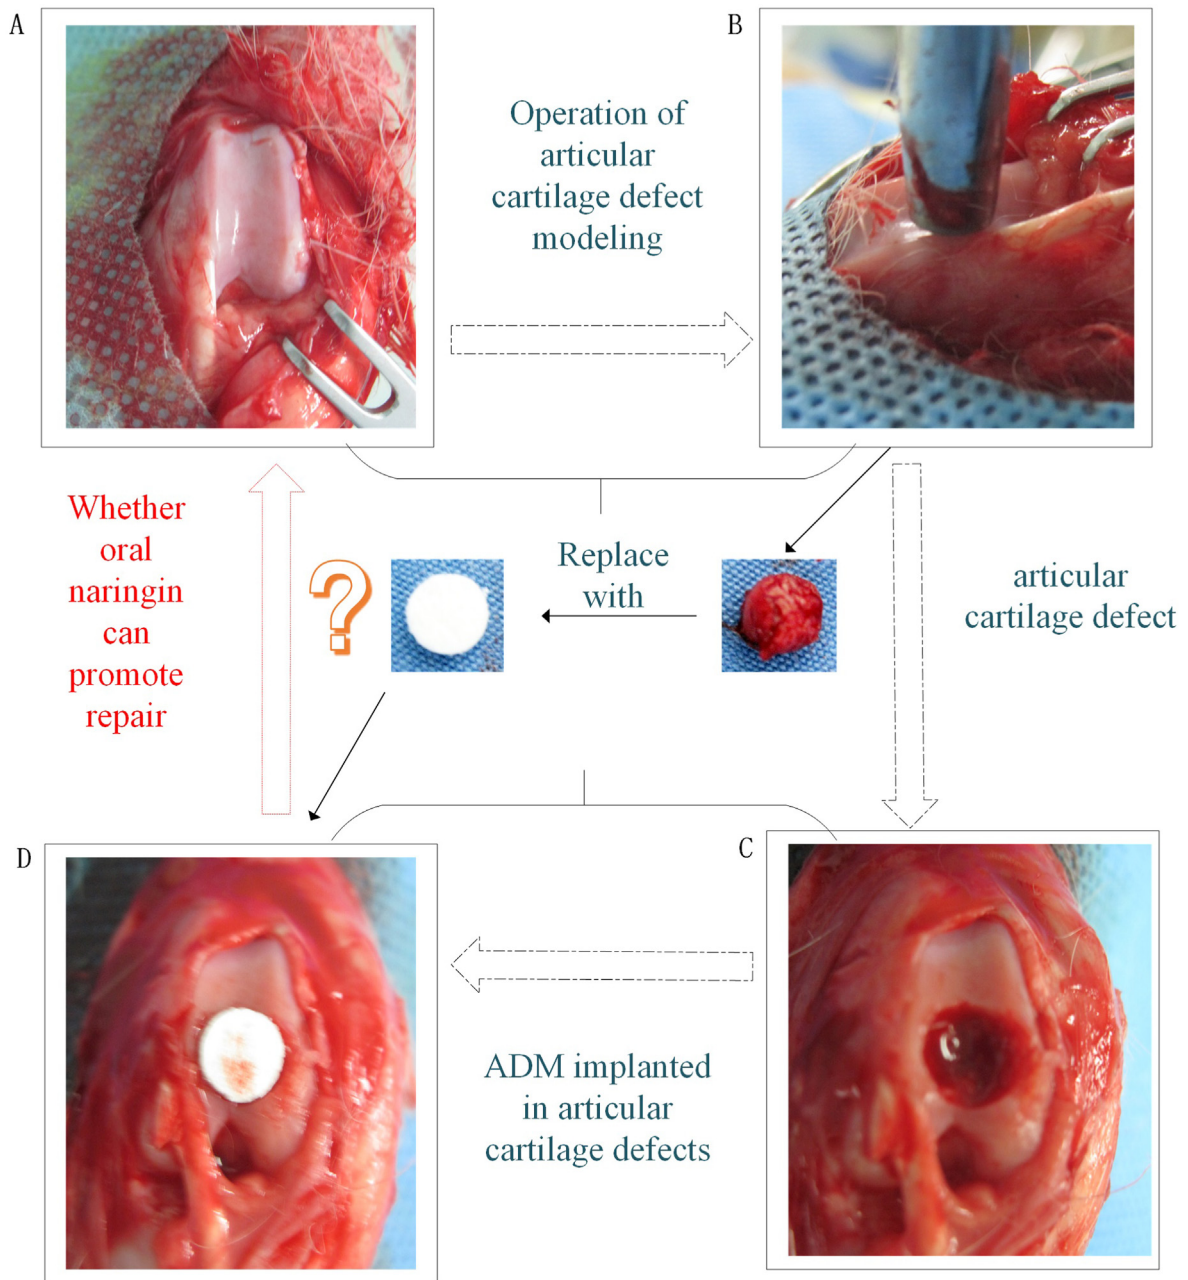 A
B
Operation of
articular
cartilage defect
modeling
Whether
oral
naringin
can
promote
repair
?
Replace
with
articular
cartilage defect
D
C
ADM implanted
in articular
cartilage defects